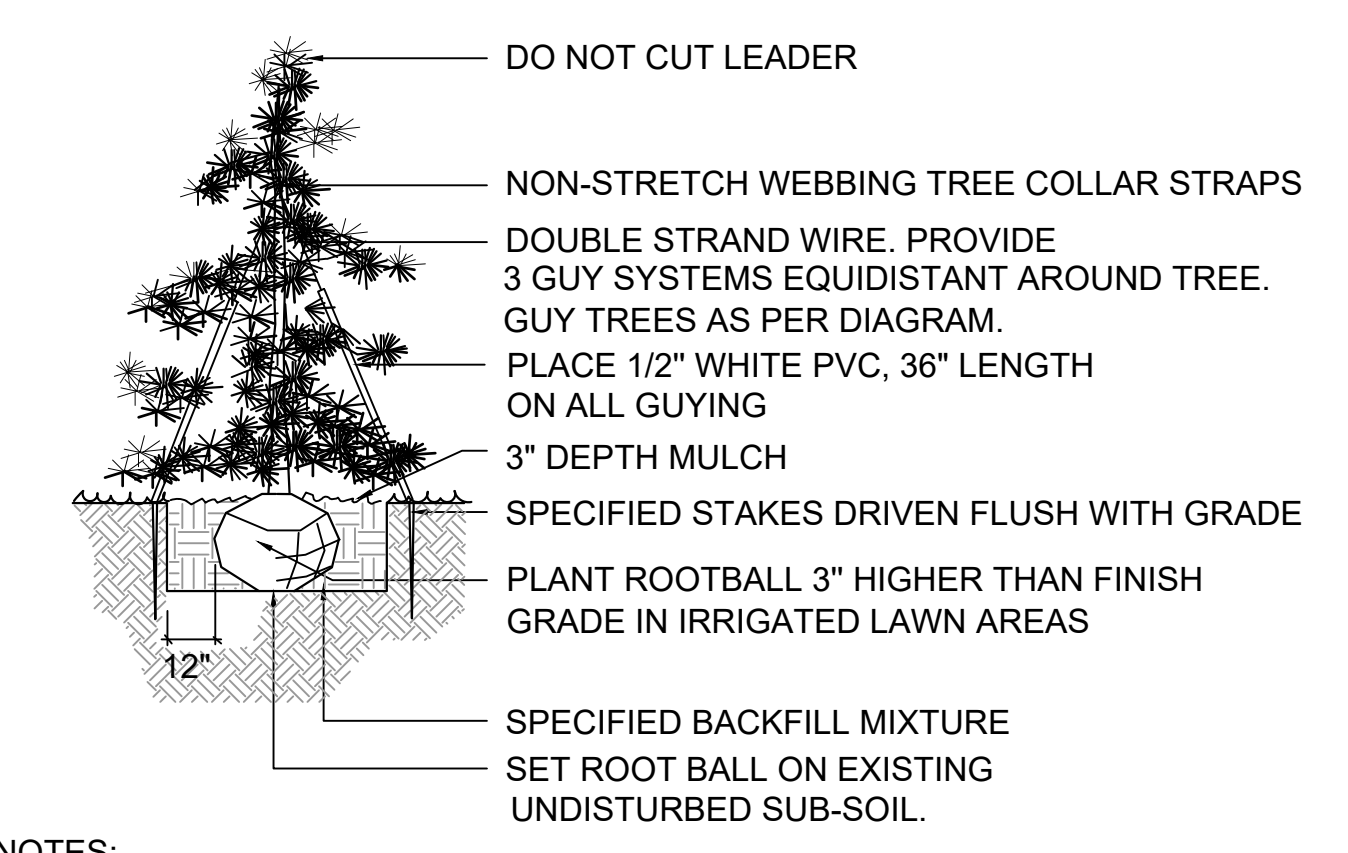 DO NOT CUT LEADER
NON-STRETCH WEBBING TREE COLLAR STRAPS
DOUBLE STRAND WIRE. PROVIDE
3 GUY SYSTEMS EQUIDISTANT AROUND TREE.
GUY TREES AS PER DIAGRAM.
PLACE 1/2" WHITE PVC, 36" LENGTH
ON ALL GUYING
3" DEPTH MULCH
SPECIFIED STAKES DRIVEN FLUSH WITH GRADE
PLANT ROOTBALL 3" HIGHER THAN FINISH
GRADE IN IRRIGATED LAWN AREAS
12"
SPECIFIED BACKFILL MIXTURE
SET ROOT BALL ON EXISTING
UNDISTURBED SUB-SOIL.
NOTES: